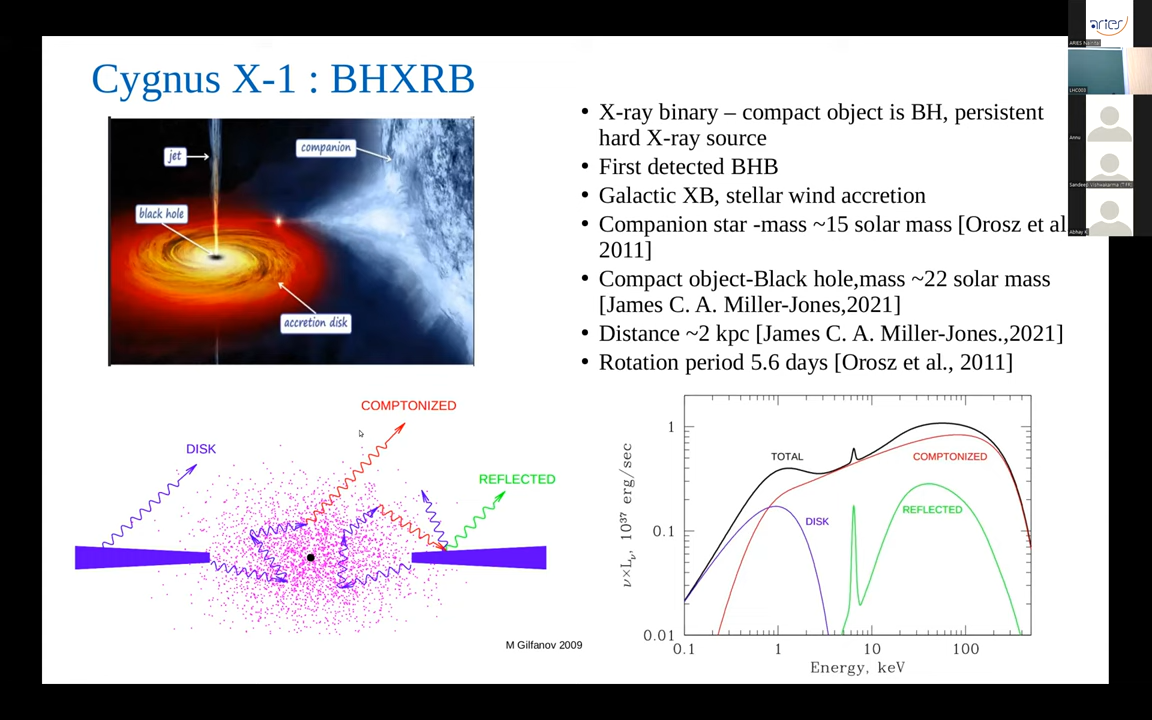 Cygnus X-1 : BHXRB
jet
companion
black hole
accretion disk
• X-ray binary – compact object is BH, persistent
hard X-ray source
• First detected BHB
• Galactic XB, stellar wind accretion
• Companion star -mass ~15 solar mass [Orosz et al
2011]
• Compact object-Black hole,mass ~22 solar mass
[James C. A. Miller-Jones,2021]
• Distance ~2 kpc [James C. A. Miller-Jones.,2021]
• Rotation period 5.6 days [Orosz et al., 2011]
COMPTONIZED
DISK
REFLECTED
M Gilfanov 2009
ν×Lν, 10³⁷ erg/sec
1
0.1
0.01
TOTAL
COMPTONIZED
DISK
REFLECTED
0.1 1 10 100
Energy, keV
aries
LHC003
Annu